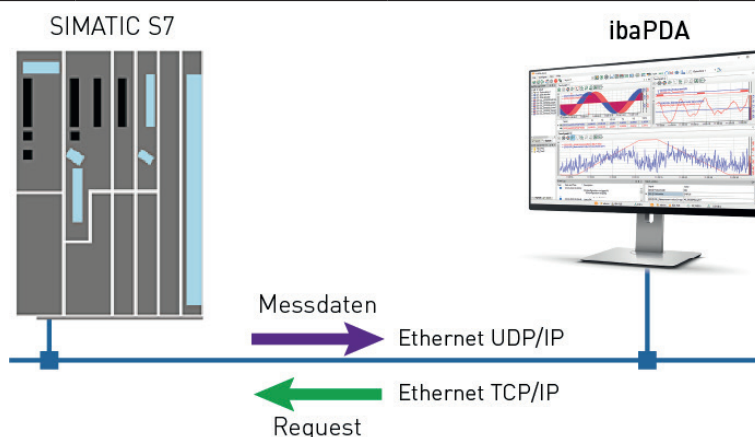 SIMATIC S7
ibaPDA
Messdaten
Ethernet UDP/IP
Ethernet TCP/IP
Request